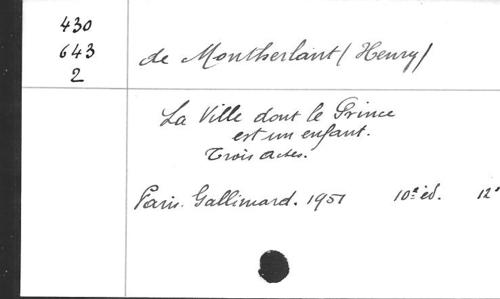 430
643
2
de Montherlant (Henry)
La Ville dont le Prince
est un enfant.
Trois actes.
Paris. Gallimard. 1951 10e éd. 12°